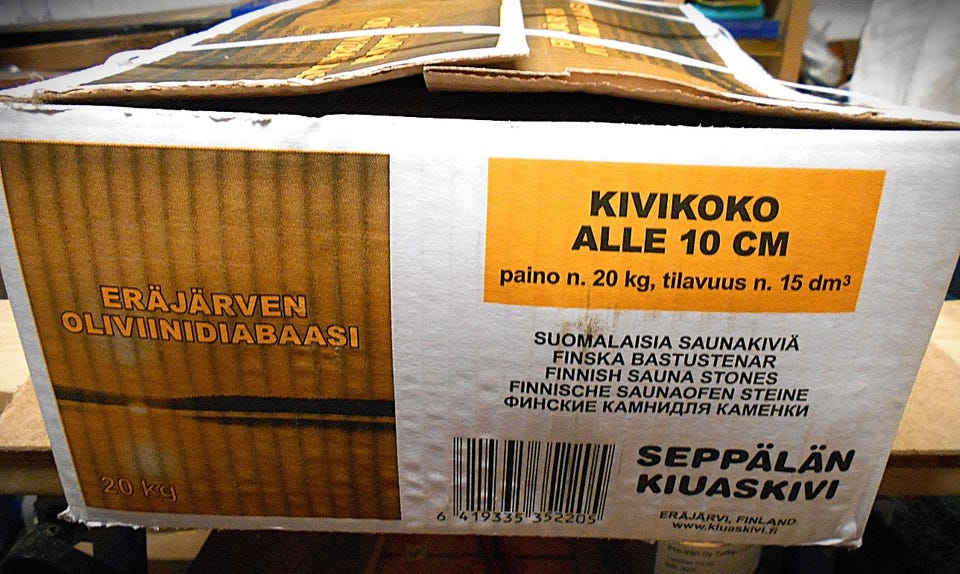 ERÄJÄRVEN
OLIVIINIDIABAASI
20 kg
KIVIKOKO
ALLE 10 CM
paino n. 20 kg, tilavuus n. 15 dm³
SUOMALAISIA SAUNAKIVIÄ
FINSKA BASTUSTENAR
FINNISH SAUNA STONES
FINNISCHE SAUNAOFEN STEINE
ФИНСКИЕ КАМНИДЛЯ КАМЕНКИ
6 419335 352205
SEPPÄLÄN
KIUASKIVI
ERÄJÄRVI, FINLAND
www.kiuaskivi.fi